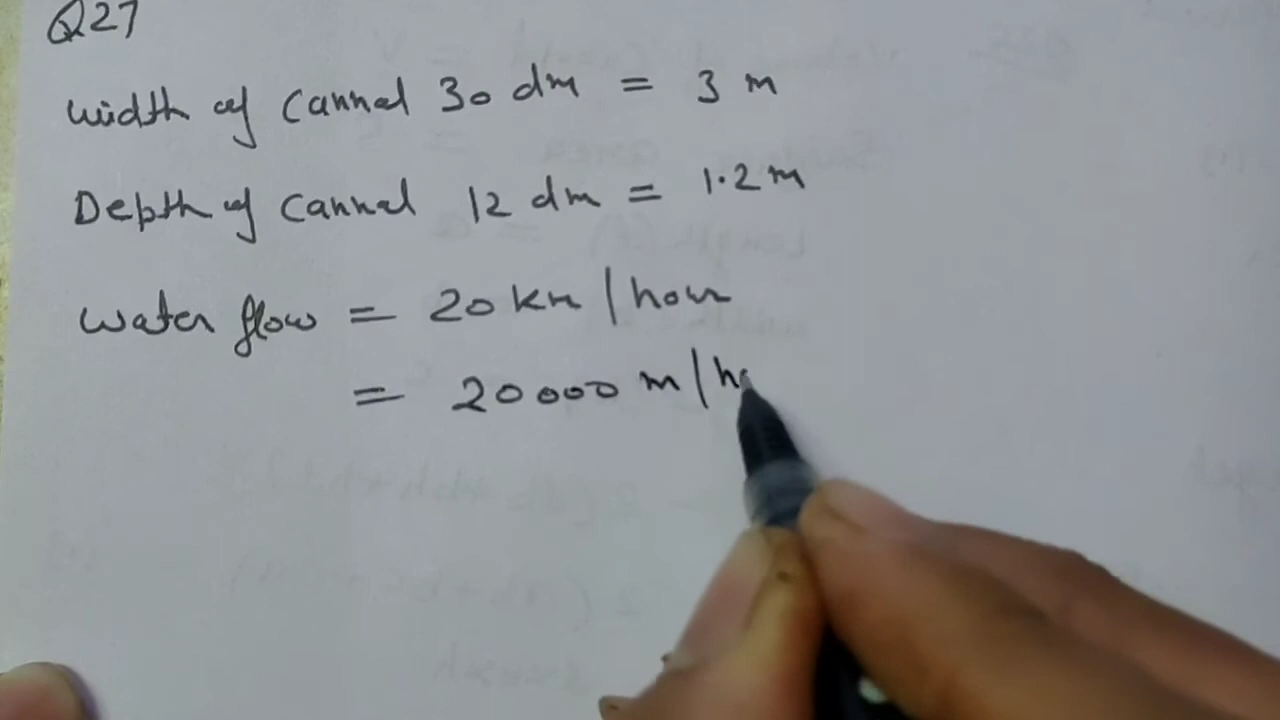 Q27
width of cannal 30 dm = 3 m
Depth of cannal 12 dm = 1.2 m
water flow = 20 km / hour
= 20000 m / ho